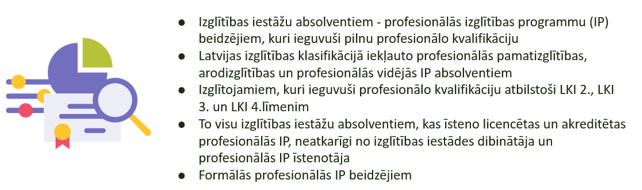 ● Izglītības iestāžu absolventiem - profesionālās izglītības programmu (IP)
beidzējiem, kuri ieguvuši pilnu profesionālo kvalifikāciju
● Latvijas izglītības klasifikācijā iekļauto profesionālās pamatizglītības,
arodizglītības un profesionālās vidējās IP absolventiem
● Izglītojamiem, kuri ieguvuši profesionālo kvalifikāciju atbilstoši LKI 2., LKI
3. un LKI 4.līmenim
● To visu izglītības iestāžu absolventiem, kas īsteno licencētas un akreditētas
profesionālās IP, neatkarīgi no izglītības iestādes dibinātāja un
profesionālās IP īstenotāja
● Formālās profesionālās IP beidzējiem